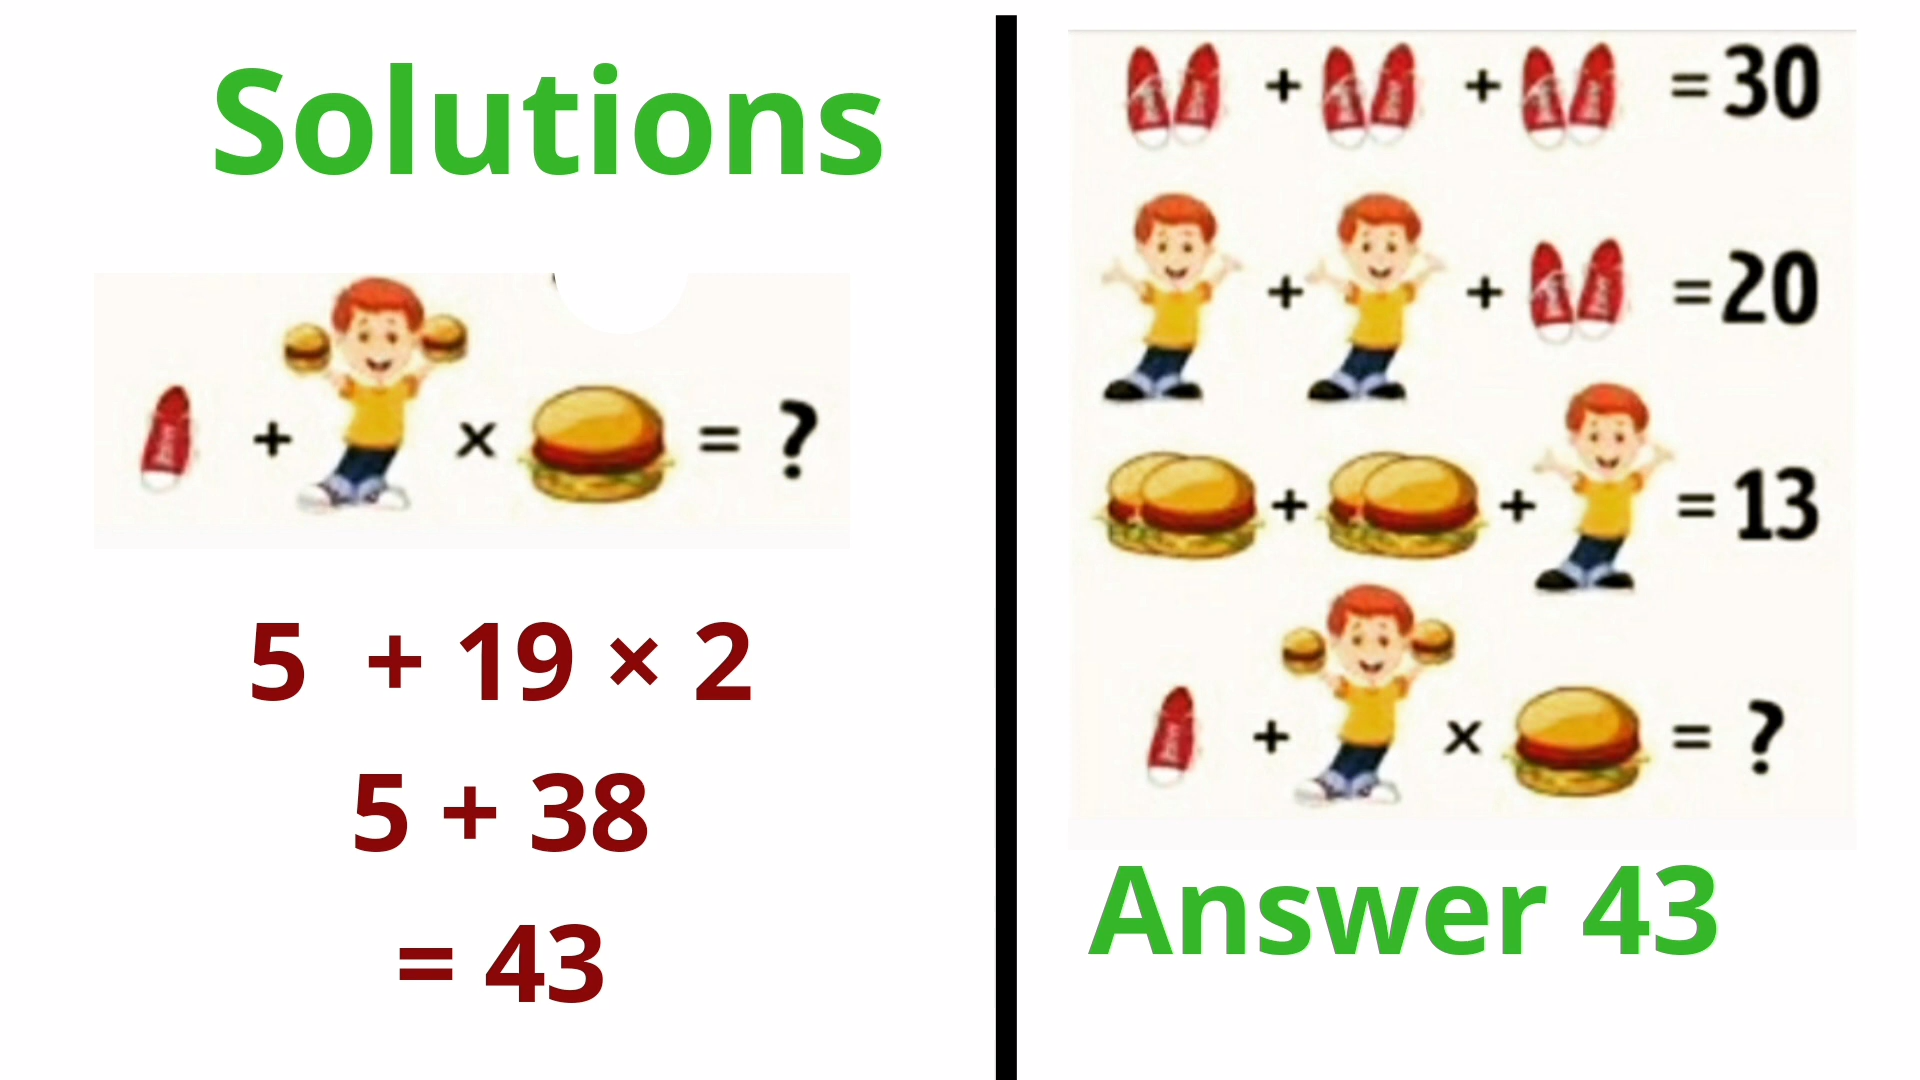 Solutions
+ × = ?
5 + 19 × 2
5 + 38
= 43
+ + = 30
+ + = 20
+ + = 13
+ × = ?
Answer 43